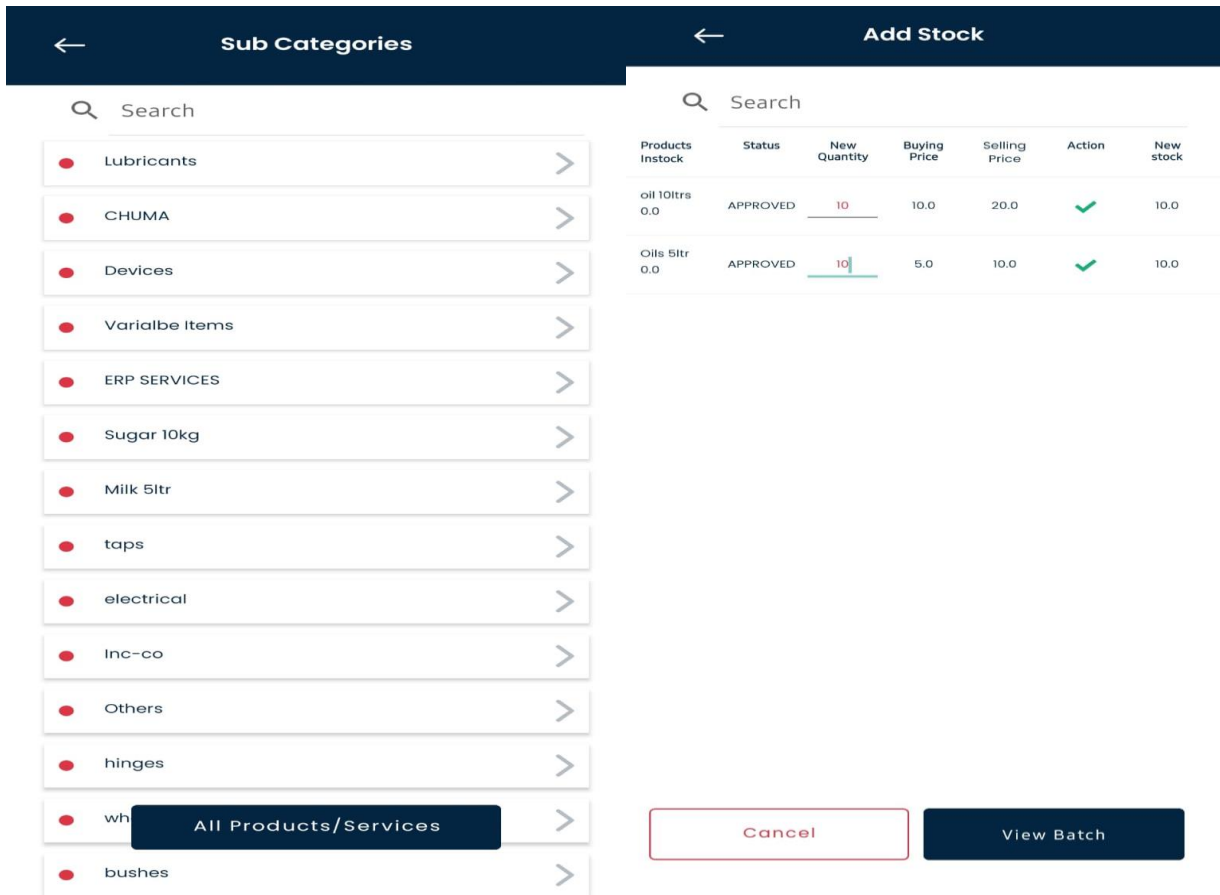 Sub Categories
Search
Lubricants
CHUMA
Devices
Varialbe Items
ERP SERVICES
Sugar 10kg
Milk 5ltr
taps
electrical
Inc-co
Others
hinges
wh
All Products/Services
bushes
Add Stock
Search
Products Instock Status New Quantity Buying Price Selling Price Action New stock
oil 10ltrs
0.0 APPROVED 10 10.0 20.0 10.0
Oils 5ltr
0.0 APPROVED 10 5.0 10.0 10.0
Cancel View Batch